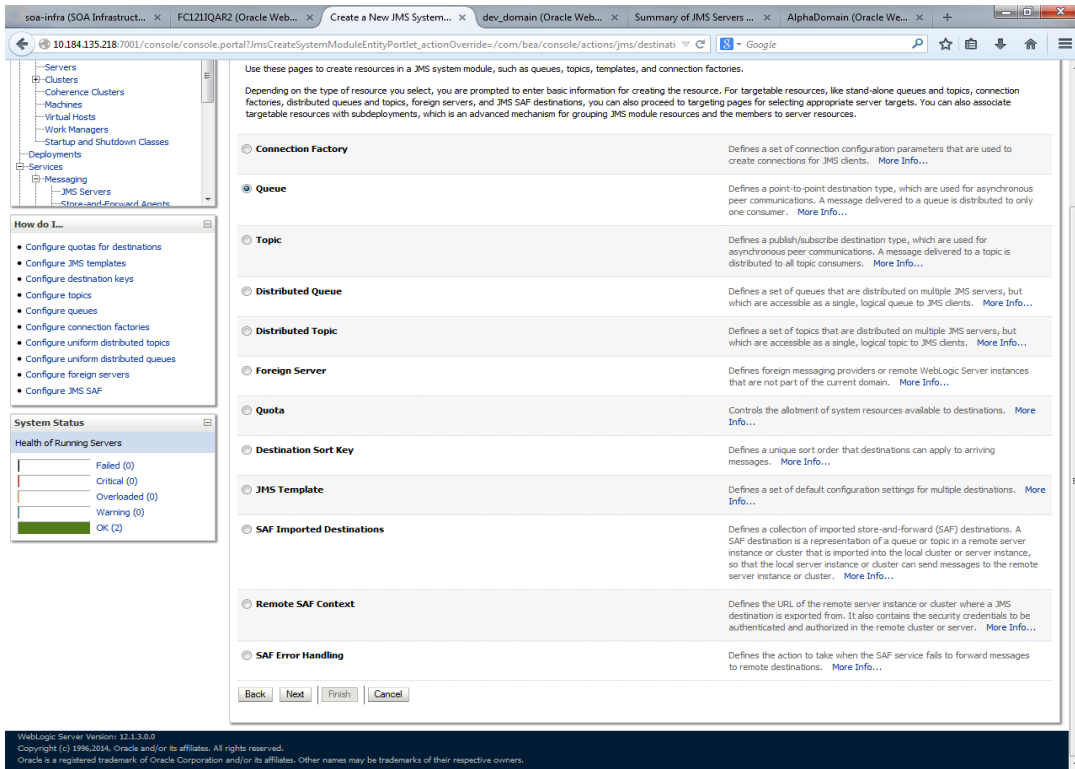 soa-infra (SOA Infrastruct... ×
FC121IQAR2 (Oracle Web... ×
Create a New JMS System... ×
dev_domain (Oracle Web... ×
Summary of JMS Servers ... ×
AlphaDomain (Oracle We... ×
+
10.184.135.218:7001/console/console.portal?JmsCreateSystemModuleEntityPortlet_actionOverride=/com/bea/console/actions/jms/destinati
Google
Servers
Clusters
Coherence Clusters
Machines
Virtual Hosts
Work Managers
Startup and Shutdown Classes
Deployments
Services
Messaging
JMS Servers
Store-and-Forward Agents
How do I...
• Configure quotas for destinations
• Configure JMS templates
• Configure destination keys
• Configure topics
• Configure queues
• Configure connection factories
• Configure uniform distributed topics
• Configure uniform distributed queues
• Configure foreign servers
• Configure JMS SAF
System Status
Health of Running Servers
Failed (0)
Critical (0)
Overloaded (0)
Warning (0)
OK (2)
Use these pages to create resources in a JMS system module, such as queues, topics, templates, and connection factories.
Depending on the type of resource you select, you are prompted to enter basic information for creating the resource. For targetable resources, like stand-alone queues and topics, connection
factories, distributed queues and topics, foreign servers, and JMS SAF destinations, you can also proceed to targeting pages for selecting appropriate server targets. You can also associate
targetable resources with subdeployments, which is an advanced mechanism for grouping JMS module resources and the members to server resources.
Connection Factory
Defines a set of connection configuration parameters that are used to
create connections for JMS clients. More Info...
Queue
Defines a point-to-point destination type, which are used for asynchronous
peer communications. A message delivered to a queue is distributed to only
one consumer. More Info...
Topic
Defines a publish/subscribe destination type, which are used for
asynchronous peer communications. A message delivered to a topic is
distributed to all topic consumers. More Info...
Distributed Queue
Defines a set of queues that are distributed on multiple JMS servers, but
which are accessible as a single, logical queue to JMS clients. More Info...
Distributed Topic
Defines a set of topics that are distributed on multiple JMS servers, but
which are accessible as a single, logical topic to JMS clients. More Info...
Foreign Server
Defines foreign messaging providers or remote WebLogic Server instances
that are not part of the current domain. More Info...
Quota
Controls the allotment of system resources available to destinations. More
Info...
Destination Sort Key
Defines a unique sort order that destinations can apply to arriving
messages. More Info...
JMS Template
Defines a set of default configuration settings for multiple destinations. More
Info...
SAF Imported Destinations
Defines a collection of imported store-and-forward (SAF) destinations. A
SAF destination is a representation of a queue or topic in a remote server
instance or cluster that is imported into the local cluster or server instance,
so that the local server instance or cluster can send messages to the remote
server instance or cluster. More Info...
Remote SAF Context
Defines the URL of the remote server instance or cluster where a JMS
destination is exported from. It also contains the security credentials to be
authenticated and authorized in the remote cluster or server. More Info...
SAF Error Handling
Defines the action to take when the SAF service fails to forward messages
to remote destinations. More Info...
Back Next Finish Cancel
WebLogic Server Version: 12.1.3.0.0
Copyright (c) 1996,2014, Oracle and/or its affiliates. All rights reserved.
Oracle is a registered trademark of Oracle Corporation and/or its affiliates. Other names may be trademarks of their respective owners.